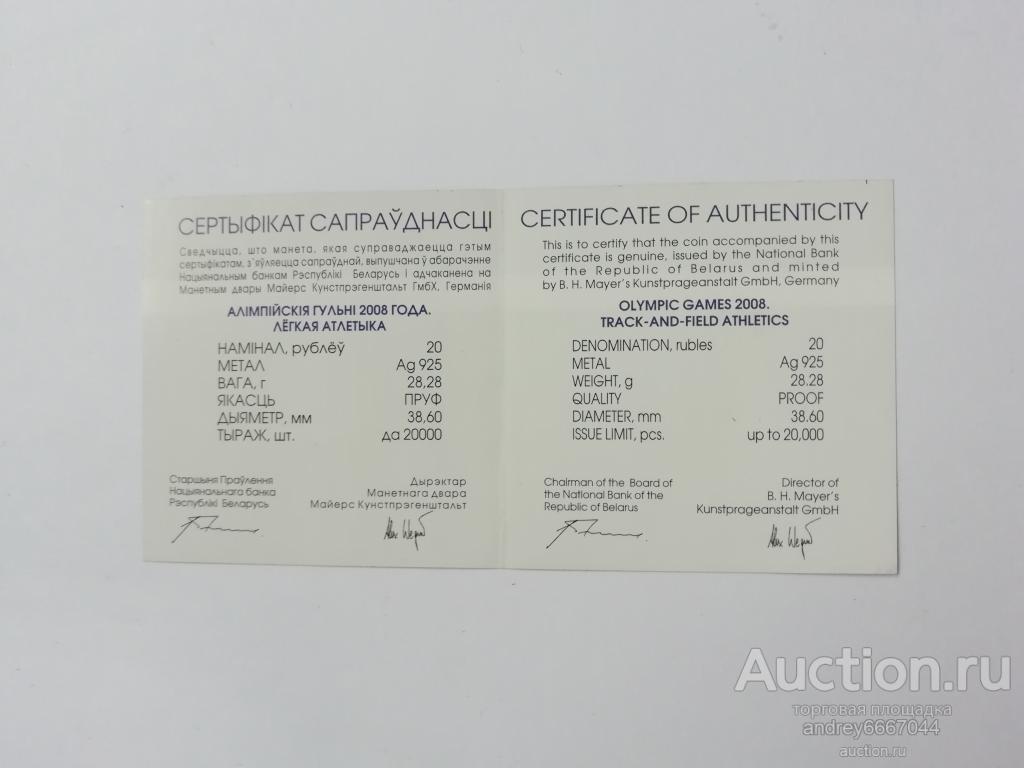 СЕРТЫФІКАТ САПРАЎДНАСЦІ
Сведчыцца, што манета, якая суправаджаецца гэтым
сертыфікатам, з'яўляецца сапраўднай, выпушчана ў абарачэнне
Нацыянальным банкам Рэспублікі Беларусь і адчаканена на
Манетным двары Майерс Кунстпрэгенштальт ГмбХ, Германія
АЛІМПІЙСКІЯ ГУЛЬНІ 2008 ГОДА.
ЛЁГКАЯ АТЛЕТЫКА
НАМІНАЛ, рублёў 20
МЕТАЛ Ag 925
ВАГА, г 28,28
ЯКАСЦЬ ПРУФ
ДЫЯМЕТР, мм 38,60
ТЫРАЖ, шт. да 20000
Старшыня Праўлення
Нацыянальнага банка
Рэспублікі Беларусь
Дырэктар
Манетнага двара
Майерс Кунстпрэгенштальт
CERTIFICATE OF AUTHENTICITY
This is to certify that the coin accompanied by this
certificate is genuine, issued by the National Bank
of the Republic of Belarus and minted
by B. H. Mayer's Kunstprageanstalt GmbH, Germany
OLYMPIC GAMES 2008.
TRACK-AND-FIELD ATHLETICS
DENOMINATION, rubles 20
METAL Ag 925
WEIGHT, g 28.28
QUALITY PROOF
DIAMETER, mm 38.60
ISSUE LIMIT, pcs. up to 20,000
Chairman of the Board of
the National Bank of the
Republic of Belarus
Director of
B. H. Mayer's
Kunstprageanstalt GmbH
Auction.ru
торговая площадка
andrey6667044
auction.ru